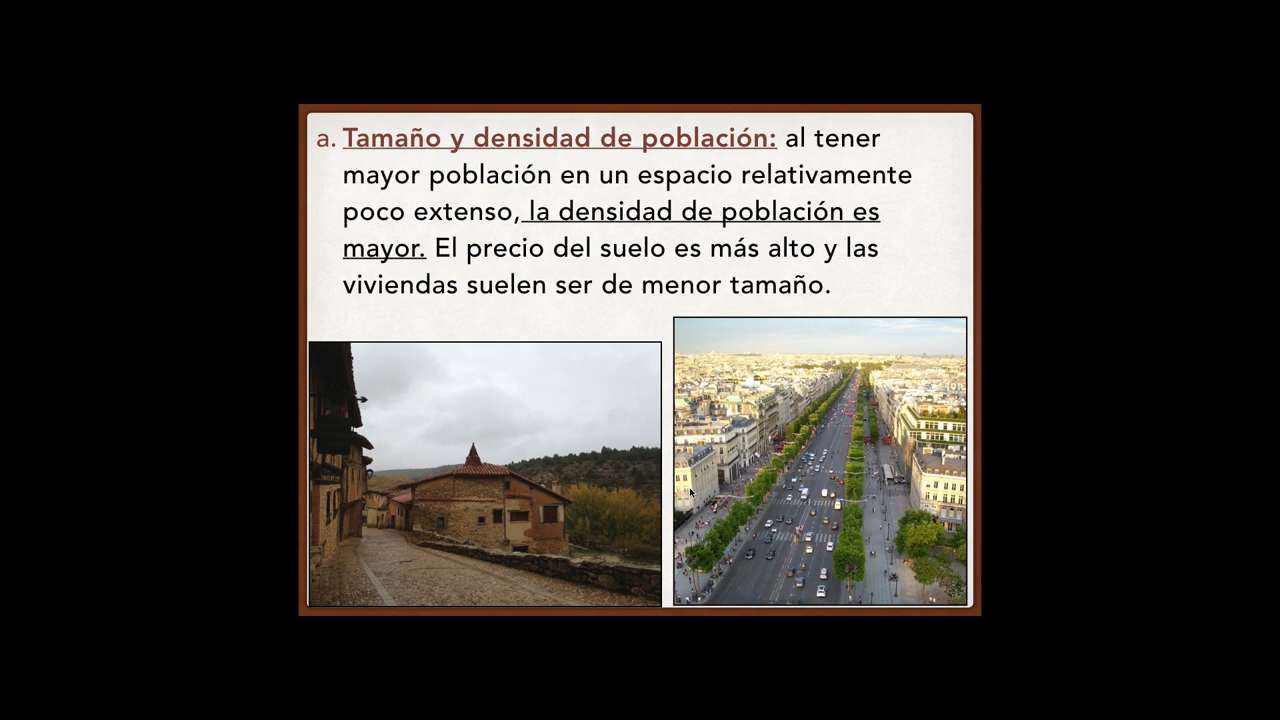 a. Tamaño y densidad de población: al tener
mayor población en un espacio relativamente
poco extenso, la densidad de población es
mayor. El precio del suelo es más alto y las
viviendas suelen ser de menor tamaño.